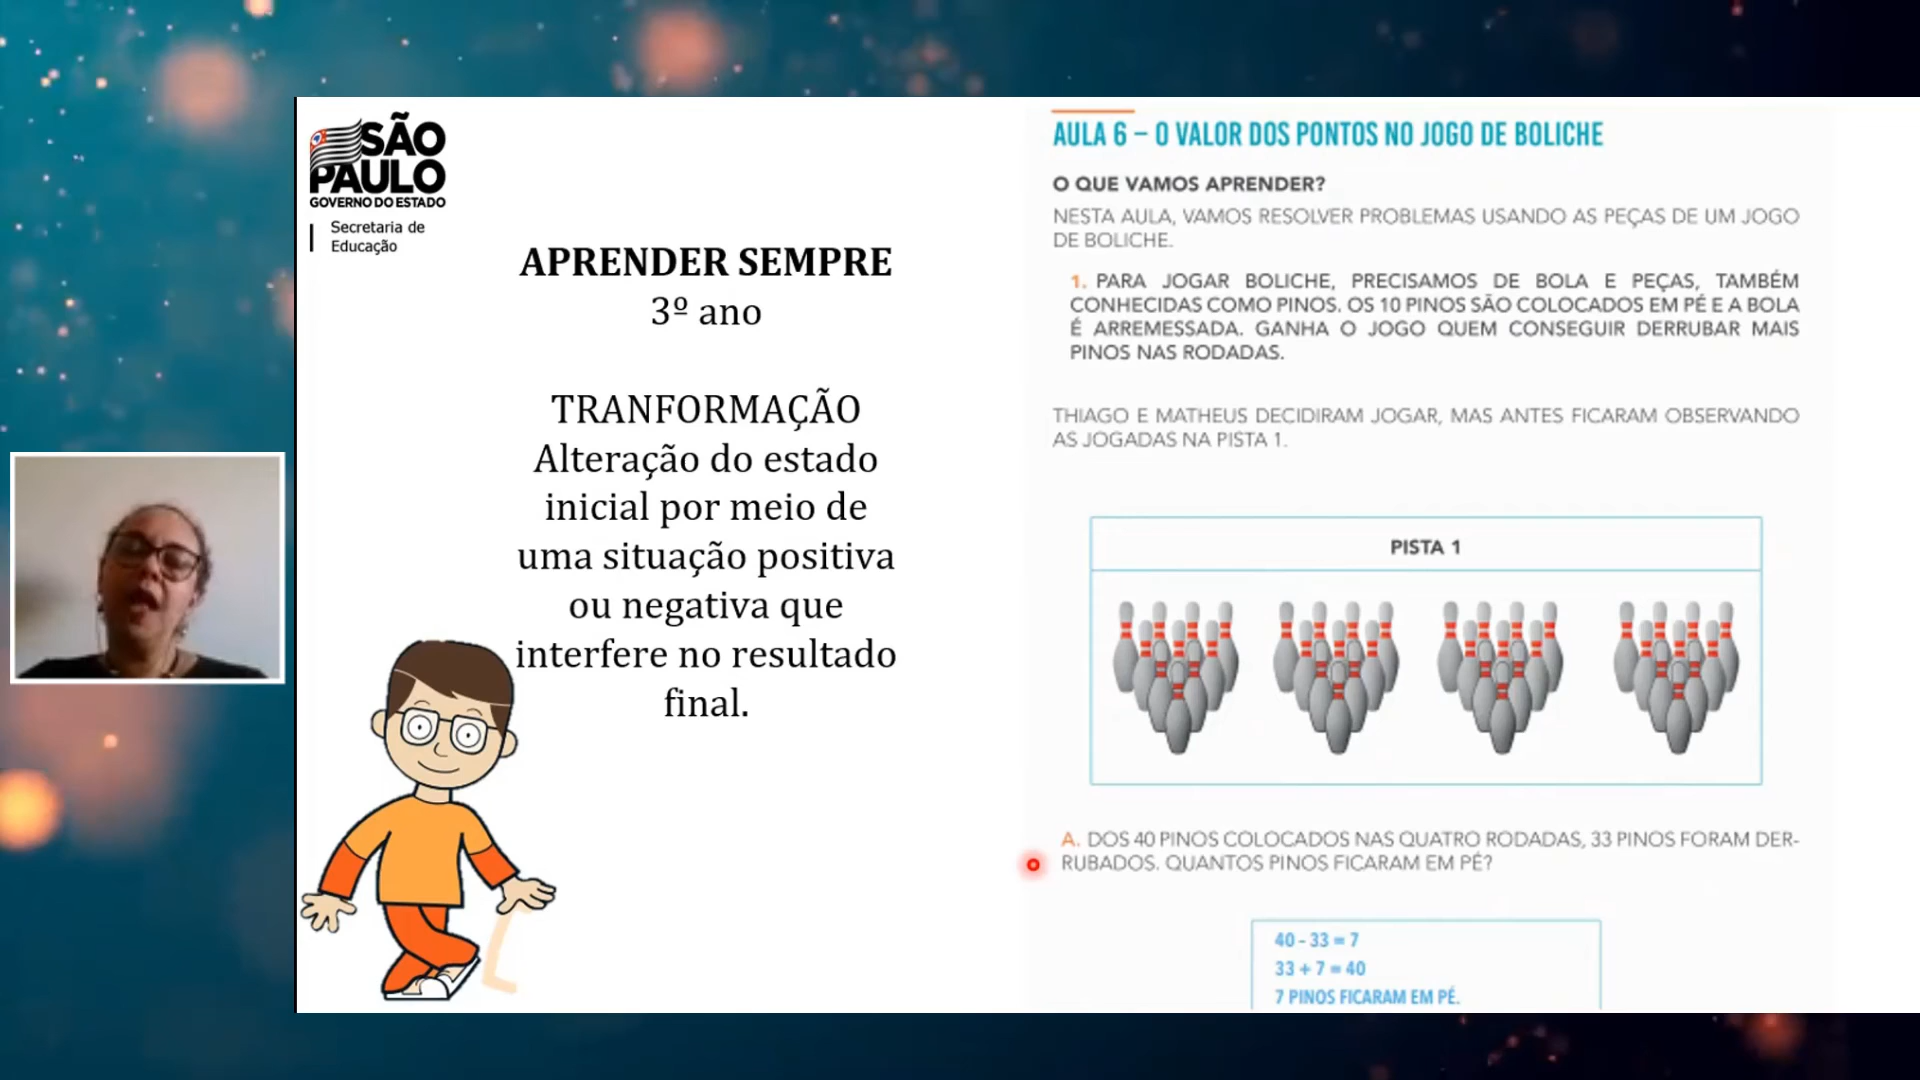 SÃO
PAULO
GOVERNO DO ESTADO
Secretaria de
Educação
APRENDER SEMPRE
3º ano
TRANFORMAÇÃO
Alteração do estado
inicial por meio de
uma situação positiva
ou negativa que
interfere no resultado
final.
AULA 6 – O VALOR DOS PONTOS NO JOGO DE BOLICHE
O QUE VAMOS APRENDER?
NESTA AULA, VAMOS RESOLVER PROBLEMAS USANDO AS PEÇAS DE UM JOGO
DE BOLICHE.
1. PARA JOGAR BOLICHE, PRECISAMOS DE BOLA E PEÇAS, TAMBÉM
CONHECIDAS COMO PINOS. OS 10 PINOS SÃO COLOCADOS EM PÉ E A BOLA
É ARREMESSADA. GANHA O JOGO QUEM CONSEGUIR DERRUBAR MAIS
PINOS NAS RODADAS.
THIAGO E MATHEUS DECIDIRAM JOGAR, MAS ANTES FICARAM OBSERVANDO
AS JOGADAS NA PISTA 1.
PISTA 1
A. DOS 40 PINOS COLOCADOS NAS QUATRO RODADAS, 33 PINOS FORAM DER-
RUBADOS. QUANTOS PINOS FICARAM EM PÉ?
40 - 33 = 7
33 + 7 = 40
7 PINOS FICARAM EM PÉ.